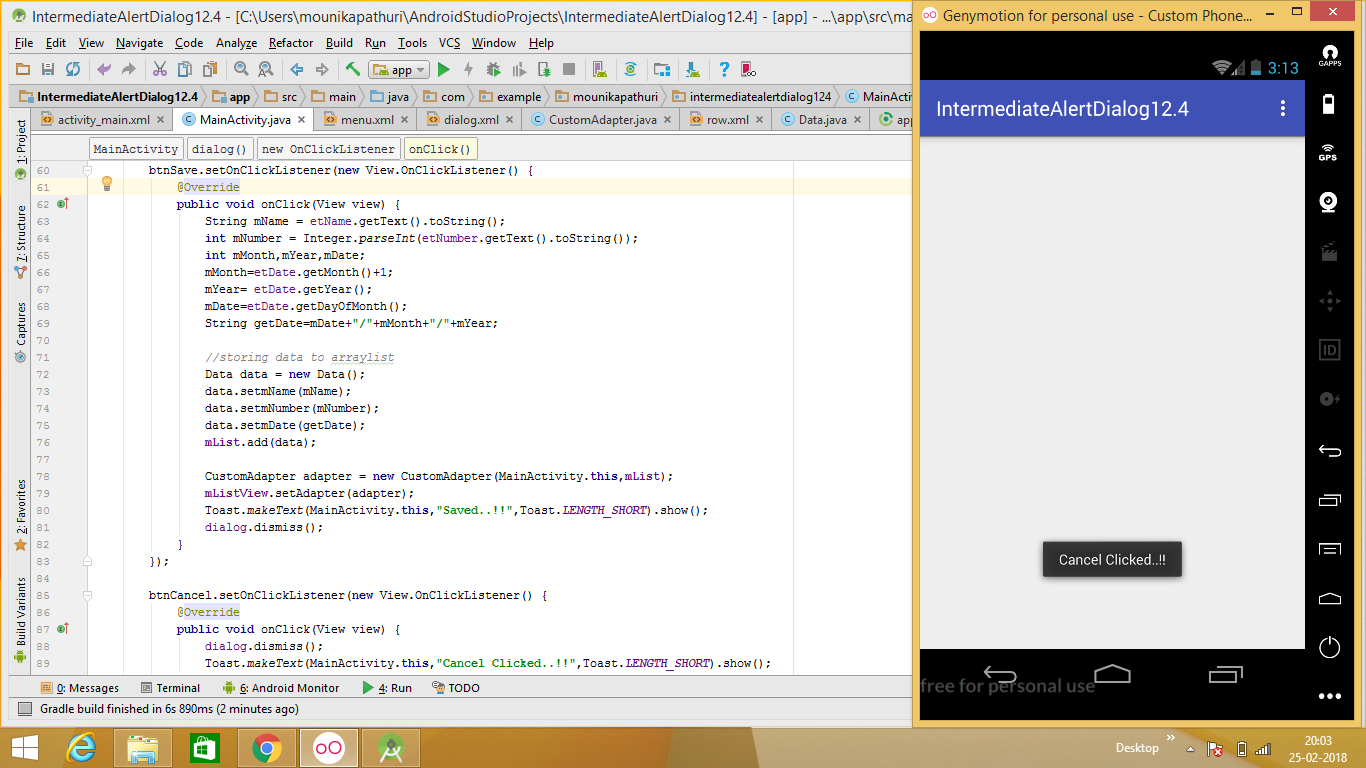 IntermediateAlertDialog12.4 - [C:\Users\mounikapathuri\AndroidStudioProjects\IntermediateAlertDialog12.4] - [app] - ...\app\src\ma
File Edit View Navigate Code Analyze Refactor Build Run Tools VCS Window Help
app
IntermediateAlertDialog12.4 app src main java com example mounikapathuri intermediatealertdialog124 MainActi
activity_main.xml MainActivity.java menu.xml dialog.xml CustomAdapter.java row.xml Data.java app
MainActivity dialog() new OnClickListener onClick()
1: Project
7: Structure
Captures
2: Favorites
Build Variants
60 btnSave.setOnClickListener(new View.OnClickListener() {
61 @Override
62 public void onClick(View view) {
63 String mName = etName.getText().toString();
64 int mNumber = Integer.parseInt(etNumber.getText().toString());
65 int mMonth,mYear,mDate;
66 mMonth=etDate.getMonth()+1;
67 mYear= etDate.getYear();
68 mDate=etDate.getDayOfMonth();
69 String getDate=mDate+"/"+mMonth+"/"+mYear;
70
71 //storing data to arraylist
72 Data data = new Data();
73 data.setmName(mName);
74 data.setmNumber(mNumber);
75 data.setmDate(getDate);
76 mList.add(data);
77
78 CustomAdapter adapter = new CustomAdapter(MainActivity.this,mList);
79 mListView.setAdapter(adapter);
80 Toast.makeText(MainActivity.this,"Saved..!!",Toast.LENGTH_SHORT).show();
81 dialog.dismiss();
82 }
83 });
84
85 btnCancel.setOnClickListener(new View.OnClickListener() {
86 @Override
87 public void onClick(View view) {
88 dialog.dismiss();
89 Toast.makeText(MainActivity.this,"Cancel Clicked..!!",Toast.LENGTH_SHORT).show();
0: Messages Terminal 6: Android Monitor 4: Run TODO
Gradle build finished in 6s 890ms (2 minutes ago)
Genymotion for personal use - Custom Phone...
3:13
IntermediateAlertDialog12.4
Cancel Clicked..!!
free for personal use
GAPPS
GPS
ID
Desktop
20:03
25-02-2018